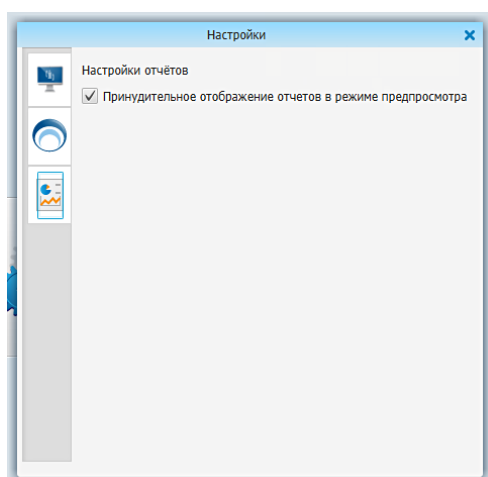 Настройки
Настройки отчётов
Принудительное отображение отчетов в режиме предпросмотра